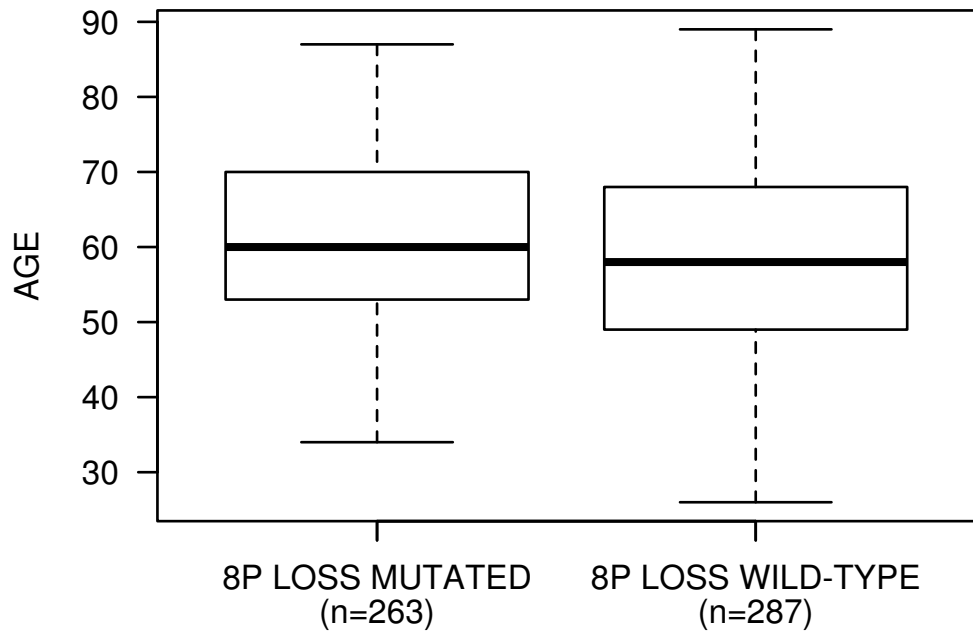 AGE
90
80
70
60
50
40
30
8P LOSS MUTATED
(n=263)
8P LOSS WILD-TYPE
(n=287)